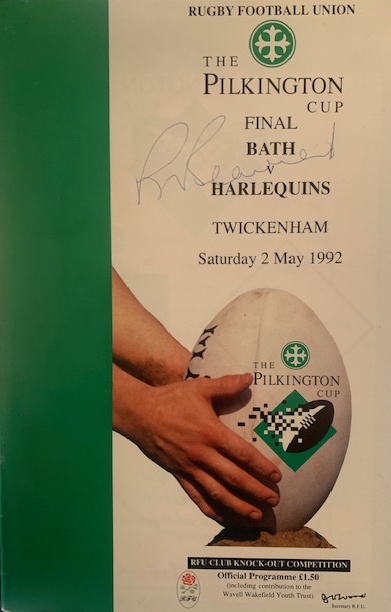 RUGBY FOOTBALL UNION
THE
PILKINGTON
CUP
FINAL
BATH
v
HARLEQUINS
TWICKENHAM
Saturday 2 May 1992
THE
PILKINGTON
CUP
RFU CLUB KNOCK-OUT COMPETITION
Official Programme £1.50
(including contribution to the
Wavell Wakefield Youth Trust)
Secretary R.F.U.